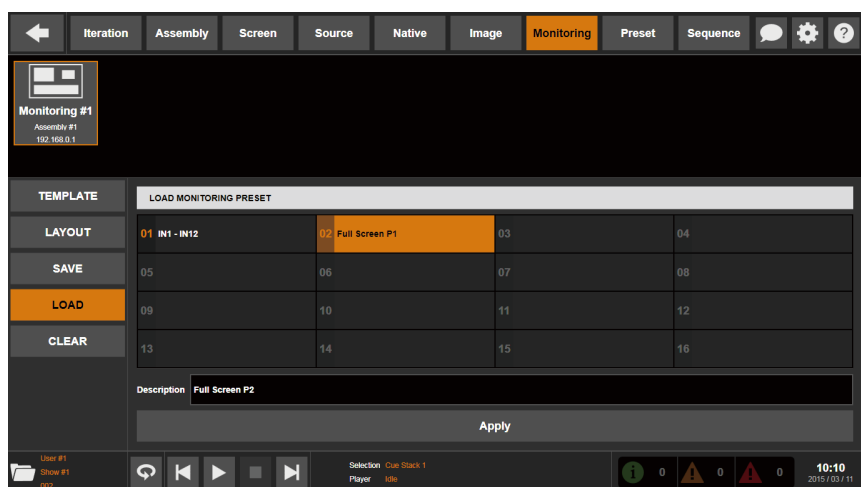 Iteration Assembly Screen Source Native Image Monitoring Preset Sequence ?
Monitoring #1
Assembly #1
192.168.0.1
TEMPLATE
LAYOUT
SAVE
LOAD
CLEAR
LOAD MONITORING PRESET
01 IN1 - IN12 02 Full Screen P1 03 04
05 06 07 08
09 10 11 12
13 14 15 16
Description Full Screen P2
Apply
User #1
Show #1
002
Selection Cue Stack 1
Player Idle
i 0 ! 0 ! 0
10:10
2015 / 03 / 11